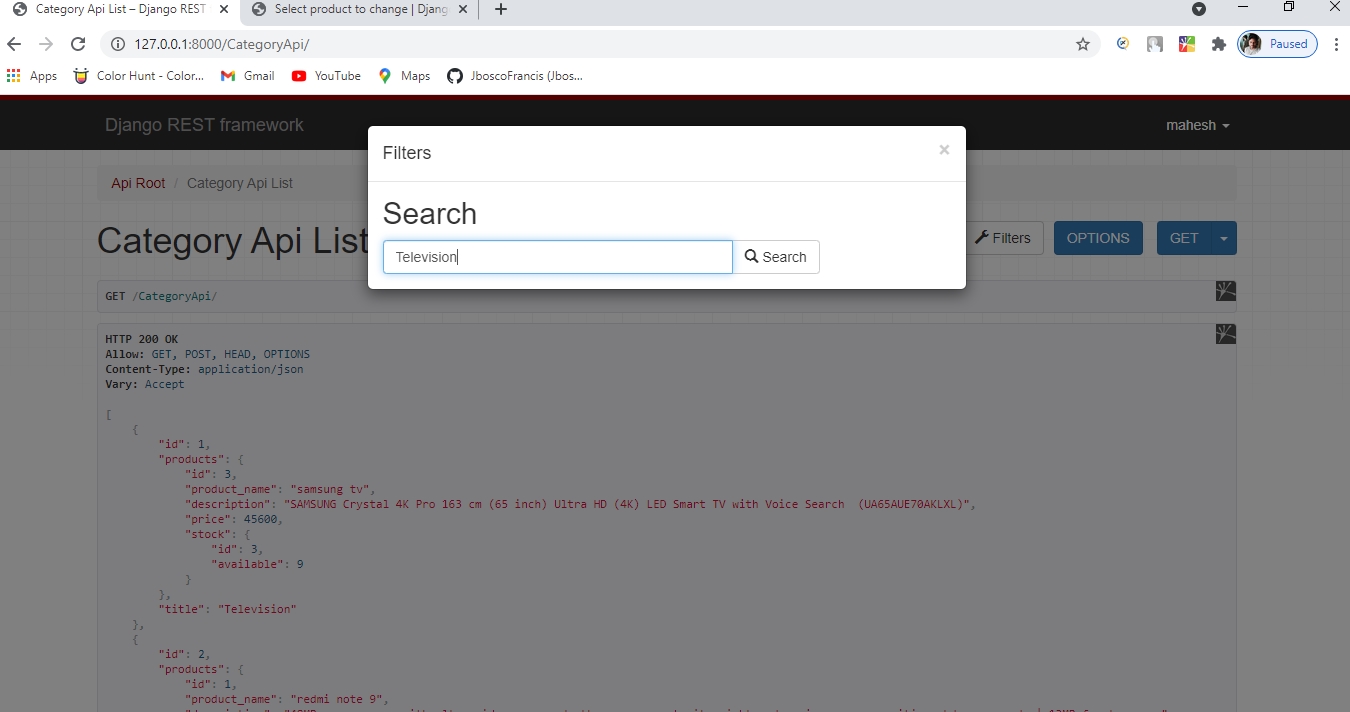 Category Api List – Django REST
Select product to change | Djang
127.0.0.1:8000/CategoryApi/
Paused
Apps
Color Hunt - Color...
Gmail
YouTube
Maps
JboscoFrancis (Jbos...
Django REST framework
mahesh
Filters
×
Api Root / Category Api List
Search
Category Api List
Filters
OPTIONS
GET
Television
Search
GET /CategoryApi/
HTTP 200 OK
Allow: GET, POST, HEAD, OPTIONS
Content-Type: application/json
Vary: Accept
[
{
"id": 1,
"products": {
"id": 3,
"product_name": "samsung tv",
"description": "SAMSUNG Crystal 4K Pro 163 cm (65 inch) Ultra HD (4K) LED Smart TV with Voice Search  (UA65AUE70AKLXL)",
"price": 45600,
"stock": {
"id": 3,
"available": 9
}
},
"title": "Television"
},
{
"id": 2,
"products": {
"id": 1,
"product_name": "redmi note 9",